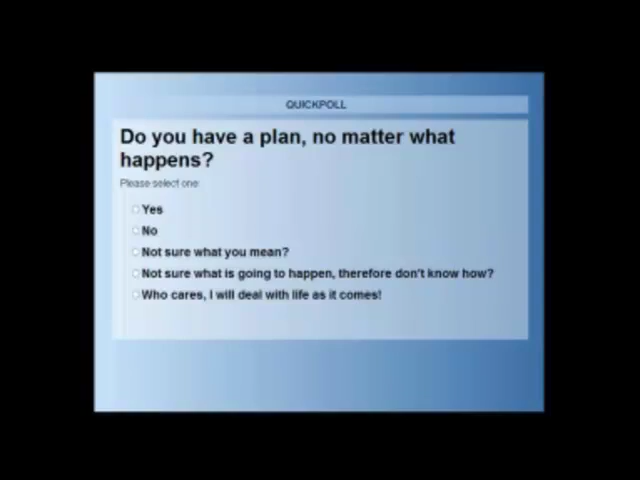 QUICKPOLL
Do you have a plan, no matter what
happens?
Please select one:
Yes
No
Not sure what you mean?
Not sure what is going to happen, therefore don't know how?
Who cares, I will deal with life as it comes!